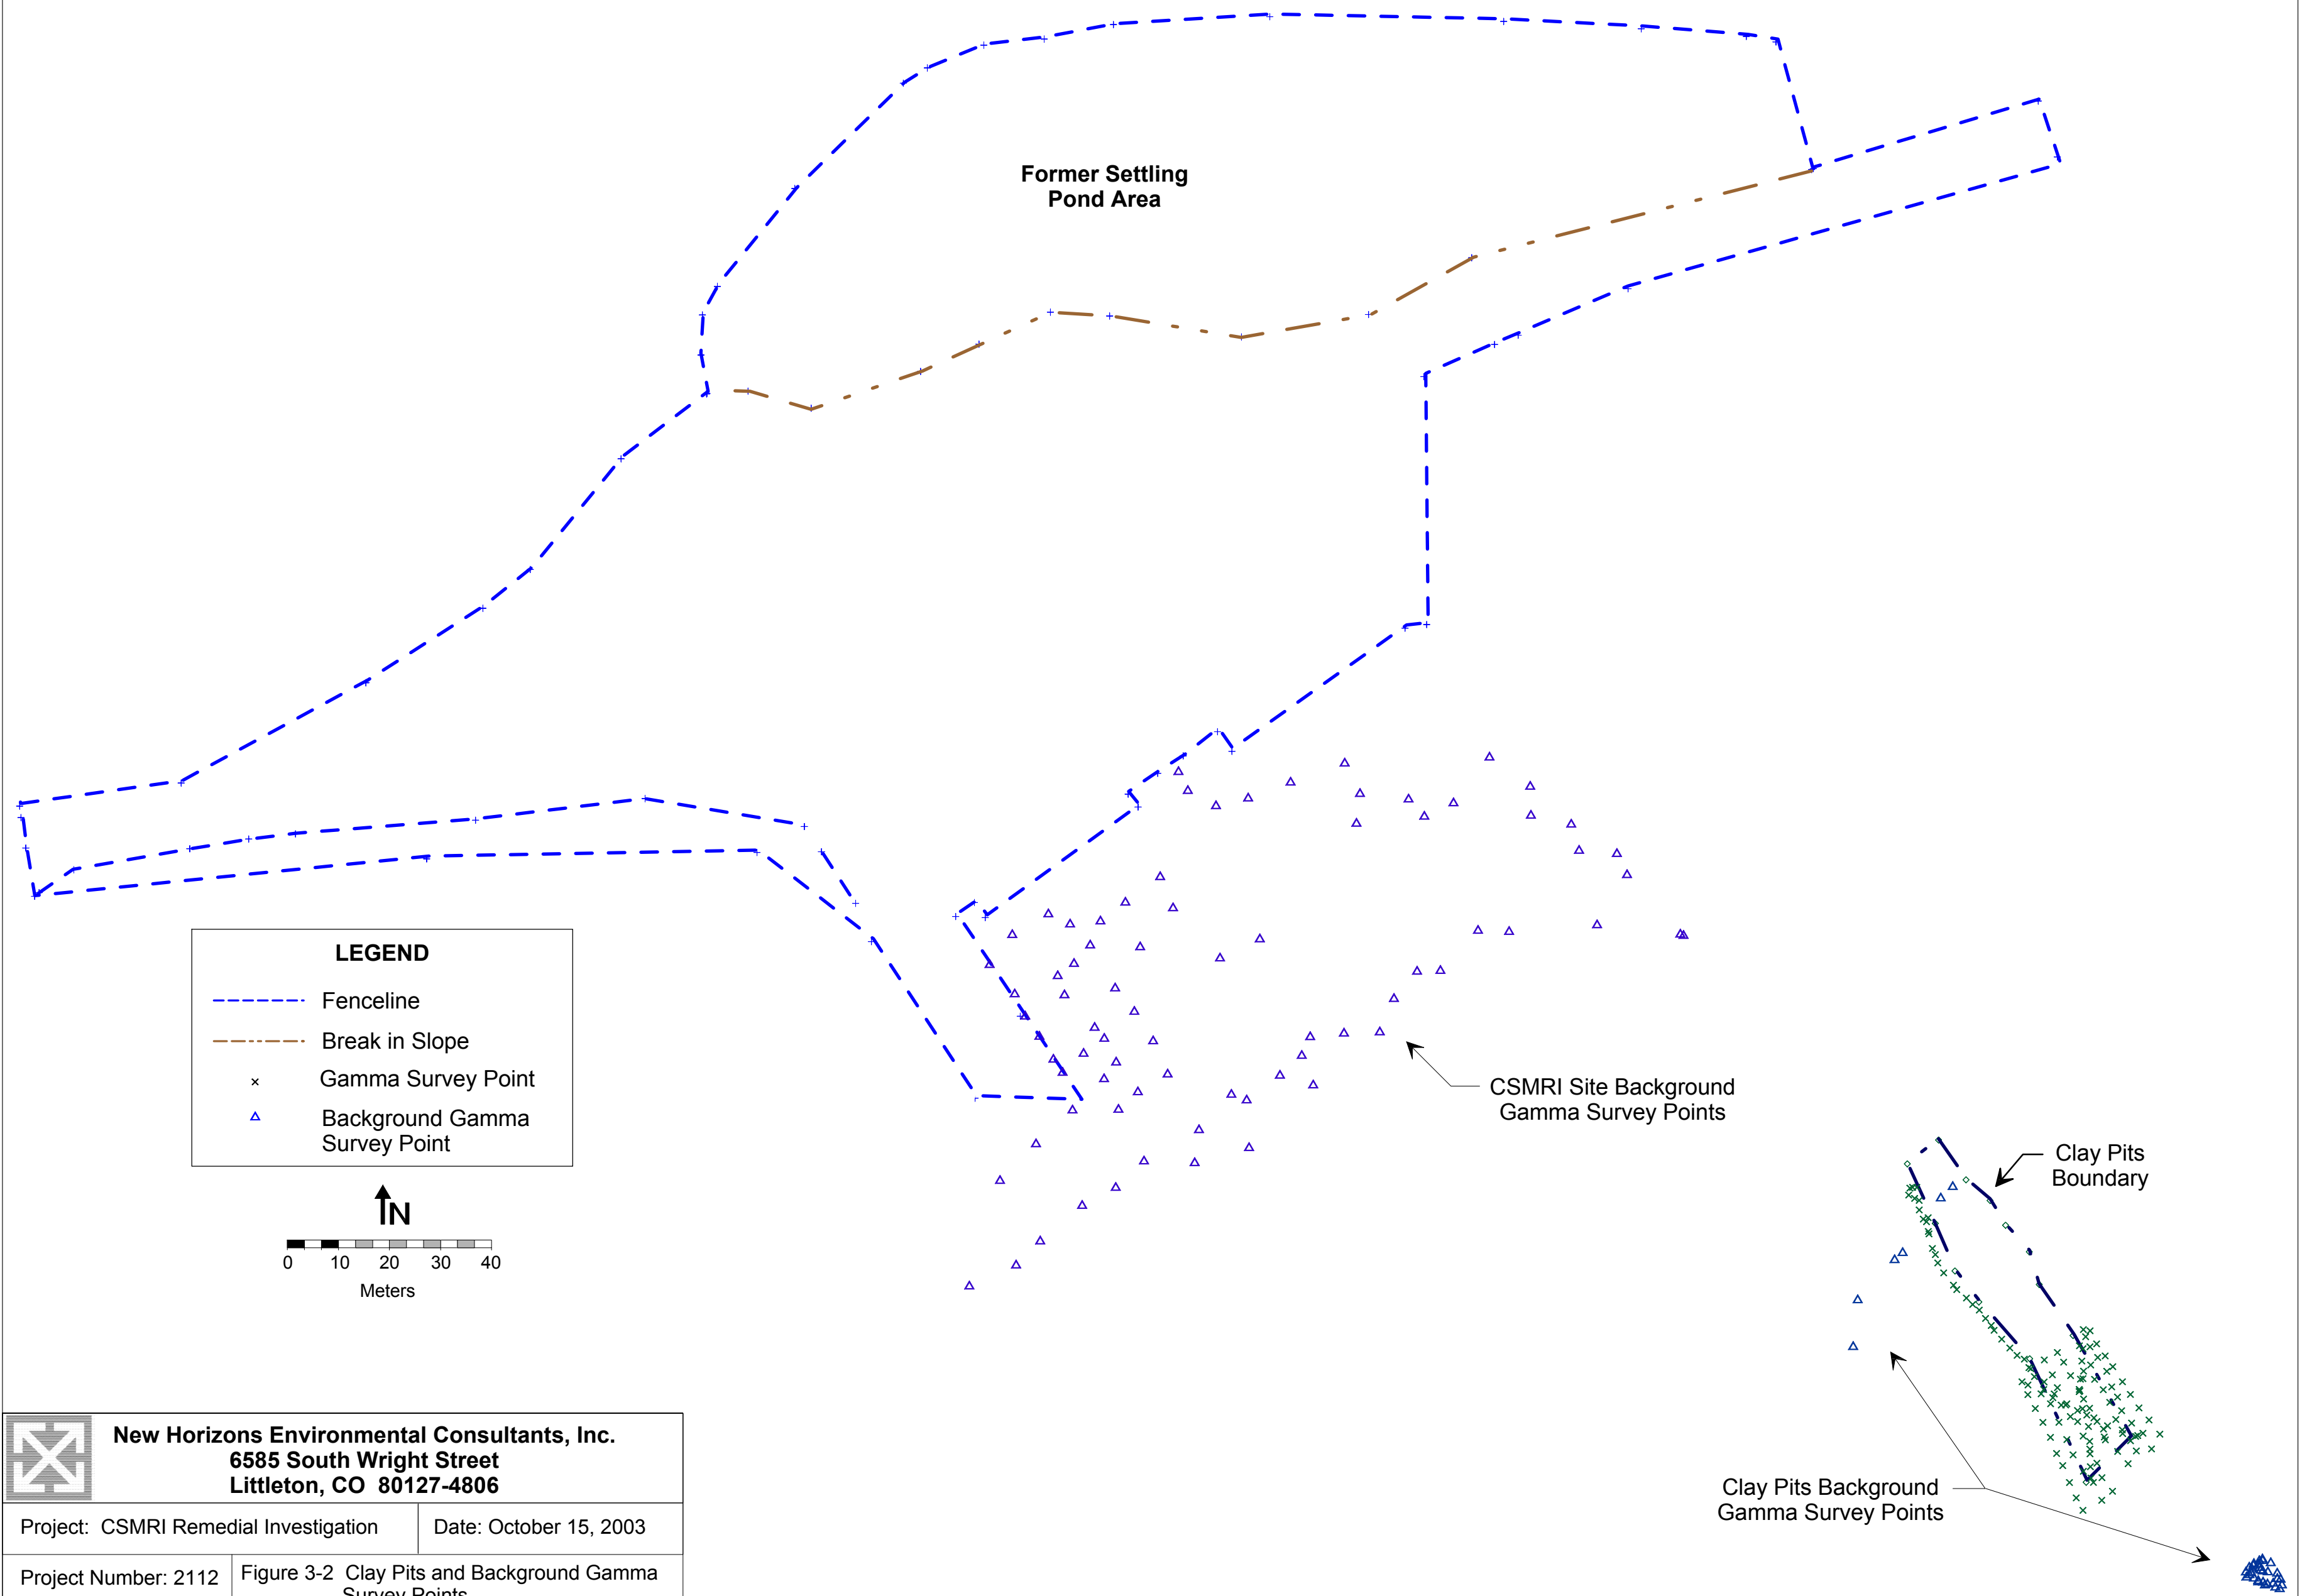 Former Settling
Pond Area
LEGEND
Fenceline
Break in Slope
Gamma Survey Point
Background Gamma
Survey Point
N
0 10 20 30 40
Meters
CSMRI Site Background
Gamma Survey Points
Clay Pits
Boundary
Clay Pits Background
Gamma Survey Points
New Horizons Environmental Consultants, Inc.
6585 South Wright Street
Littleton, CO 80127-4806
Project: CSMRI Remedial Investigation
Date: October 15, 2003
Project Number: 2112
Figure 3-2 Clay Pits and Background Gamma
Survey Points